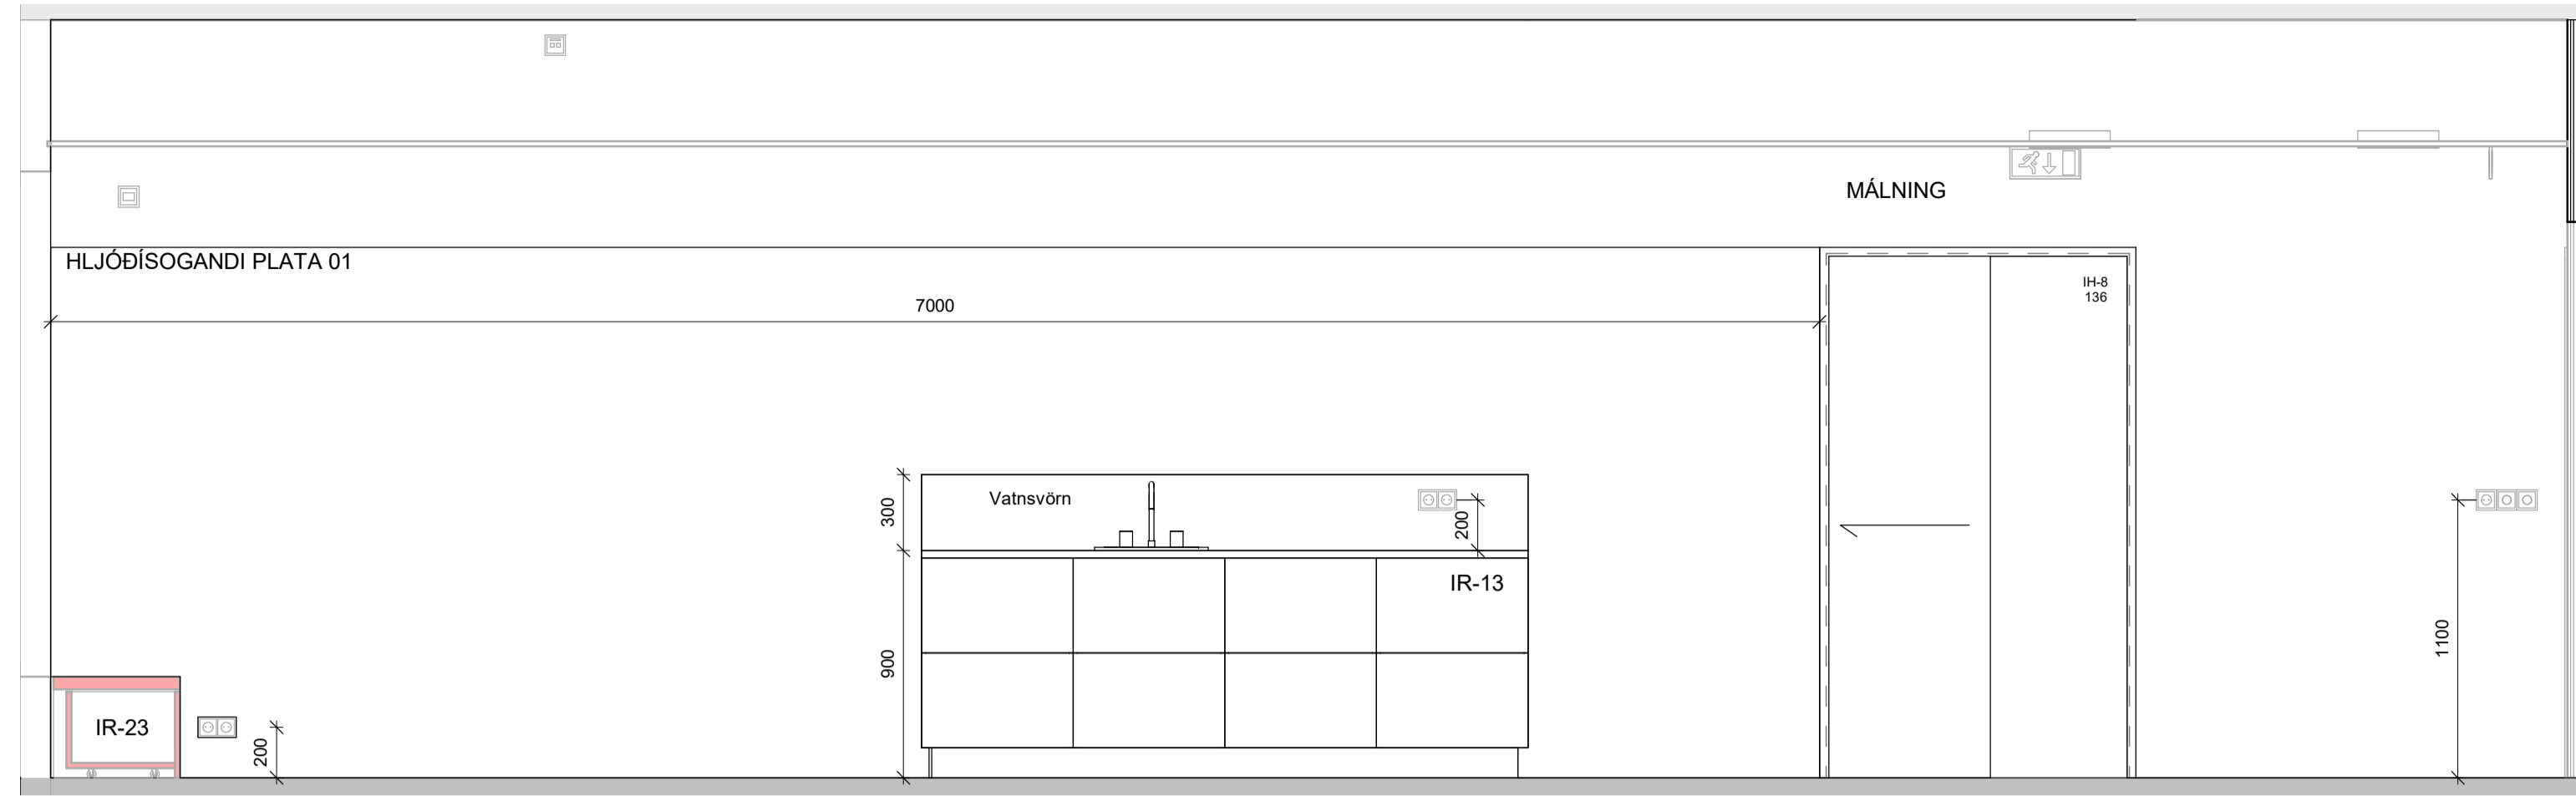 MÁLNING
HLJÓÐÍSOGANDI PLATA 01
7000
IH-8
136
Vatnsvörn
300
200
IR-13
900
1100
IR-23
200